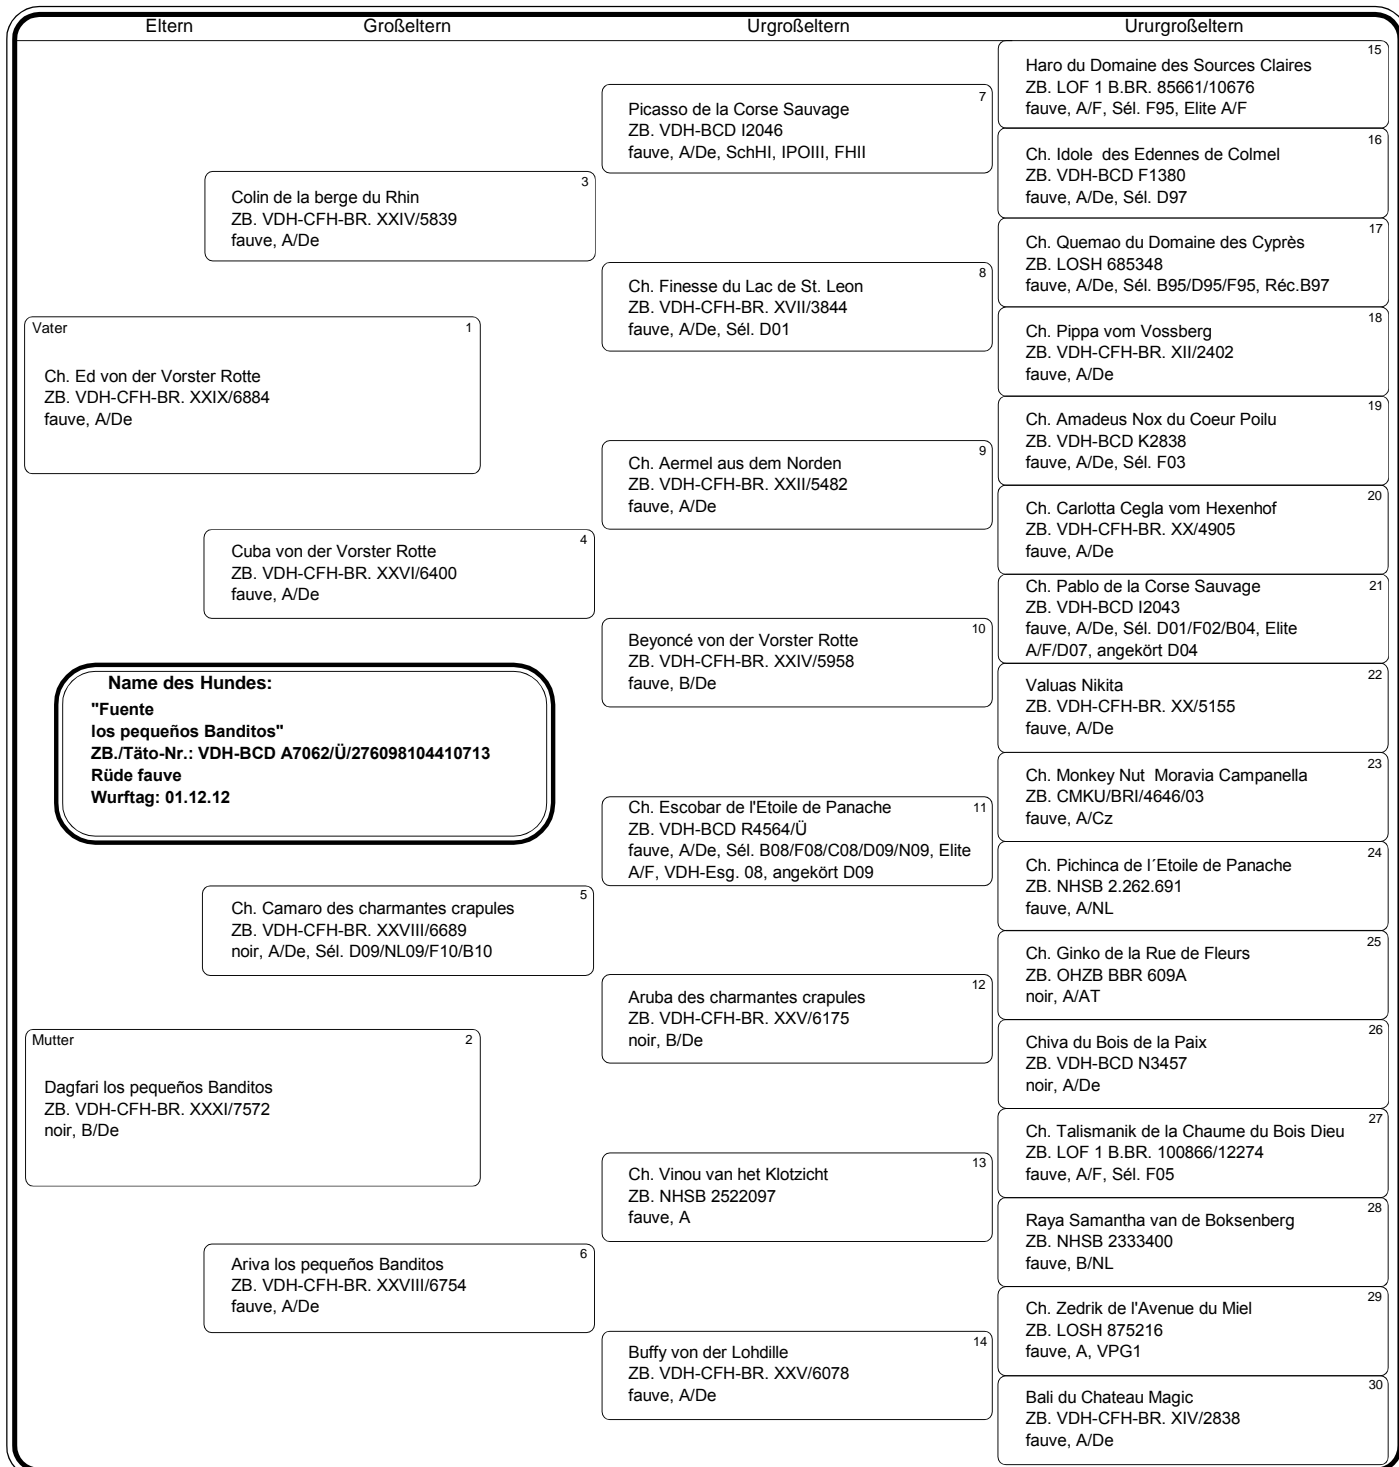 Eltern Großeltern Urgroßeltern Ururgroßeltern
Vater 1
Ch. Ed von der Vorster Rotte
ZB. VDH-CFH-BR. XXIX/6884
fauve, A/De
Mutter 2
Dagfari los pequeños Banditos
ZB. VDH-CFH-BR. XXXI/7572
noir, B/De
Name des Hundes:
"Fuente
los pequeños Banditos"
ZB./Täto-Nr.: VDH-BCD A7062/Ü/276098104410713
Rüde fauve
Wurftag: 01.12.12
3
Colin de la berge du Rhin
ZB. VDH-CFH-BR. XXIV/5839
fauve, A/De
4
Cuba von der Vorster Rotte
ZB. VDH-CFH-BR. XXVI/6400
fauve, A/De
5
Ch. Camaro des charmantes crapules
ZB. VDH-CFH-BR. XXVIII/6689
noir, A/De, Sél. D09/NL09/F10/B10
6
Ariva los pequeños Banditos
ZB. VDH-CFH-BR. XXVIII/6754
fauve, A/De
7
Picasso de la Corse Sauvage
ZB. VDH-BCD I2046
fauve, A/De, SchHI, IPOIII, FHII
8
Ch. Finesse du Lac de St. Leon
ZB. VDH-CFH-BR. XVII/3844
fauve, A/De, Sél. D01
9
Ch. Aermel aus dem Norden
ZB. VDH-CFH-BR. XXII/5482
fauve, A/De
10
Beyoncé von der Vorster Rotte
ZB. VDH-CFH-BR. XXIV/5958
fauve, B/De
11
Ch. Escobar de l'Etoile de Panache
ZB. VDH-BCD R4564/Ü
fauve, A/De, Sél. B08/F08/C08/D09/N09, Elite
A/F, VDH-Esg. 08, angekört D09
12
Aruba des charmantes crapules
ZB. VDH-CFH-BR. XXV/6175
noir, B/De
13
Ch. Vinou van het Klotzicht
ZB. NHSB 2522097
fauve, A
14
Buffy von der Lohdille
ZB. VDH-CFH-BR. XXV/6078
fauve, A/De
15
Haro du Domaine des Sources Claires
ZB. LOF 1 B.BR. 85661/10676
fauve, A/F, Sél. F95, Elite A/F
16
Ch. Idole des Edennes de Colmel
ZB. VDH-BCD F1380
fauve, A/De, Sél. D97
17
Ch. Quemao du Domaine des Cyprès
ZB. LOSH 685348
fauve, A/De, Sél. B95/D95/F95, Réc.B97
18
Ch. Pippa vom Vossberg
ZB. VDH-CFH-BR. XII/2402
fauve, A/De
19
Ch. Amadeus Nox du Coeur Poilu
ZB. VDH-BCD K2838
fauve, A/De, Sél. F03
20
Ch. Carlotta Cegla vom Hexenhof
ZB. VDH-CFH-BR. XX/4905
fauve, A/De
21
Ch. Pablo de la Corse Sauvage
ZB. VDH-BCD I2043
fauve, A/De, Sél. D01/F02/B04, Elite
A/F/D07, angekört D04
22
Valuas Nikita
ZB. VDH-CFH-BR. XX/5155
fauve, A/De
23
Ch. Monkey Nut Moravia Campanella
ZB. CMKU/BRI/4646/03
fauve, A/Cz
24
Ch. Pichinca de l´Etoile de Panache
ZB. NHSB 2.262.691
fauve, A/NL
25
Ch. Ginko de la Rue de Fleurs
ZB. OHZB BBR 609A
noir, A/AT
26
Chiva du Bois de la Paix
ZB. VDH-BCD N3457
noir, A/De
27
Ch. Talismanik de la Chaume du Bois Dieu
ZB. LOF 1 B.BR. 100866/12274
fauve, A/F, Sél. F05
28
Raya Samantha van de Boksenberg
ZB. NHSB 2333400
fauve, B/NL
29
Ch. Zedrik de l'Avenue du Miel
ZB. LOSH 875216
fauve, A, VPG1
30
Bali du Chateau Magic
ZB. VDH-CFH-BR. XIV/2838
fauve, A/De